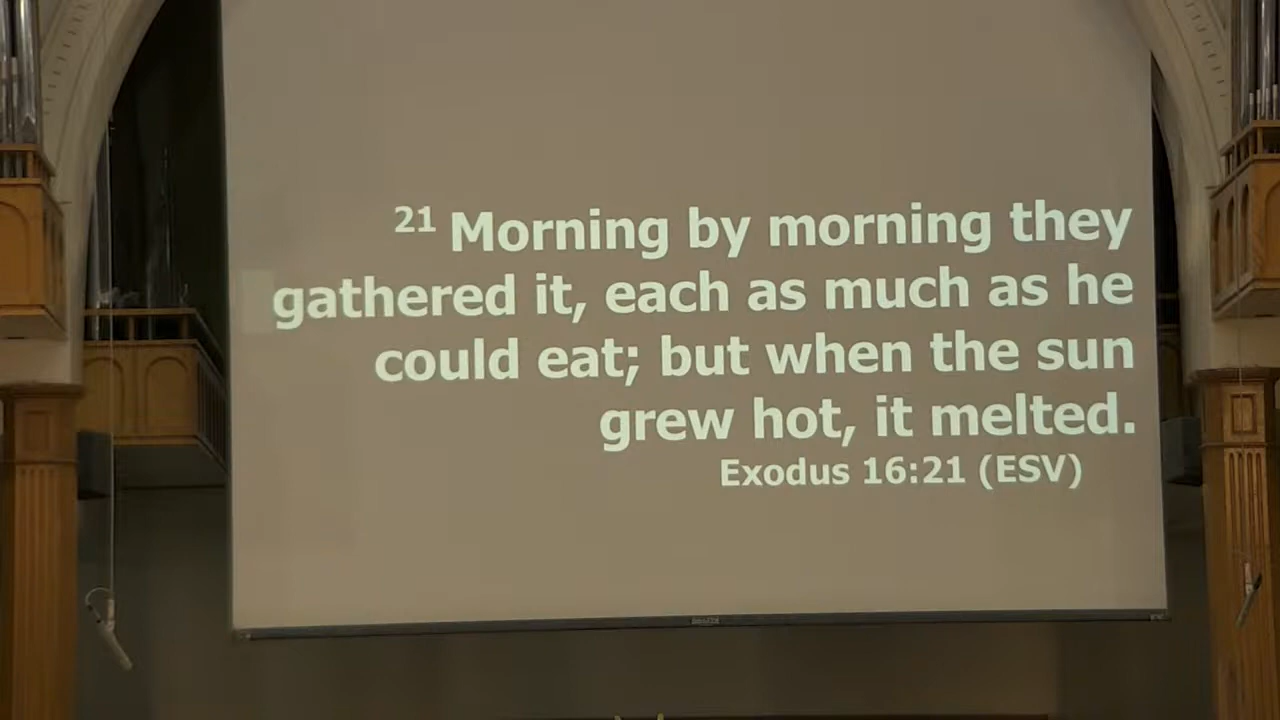 21 Morning by morning they
gathered it, each as much as he
could eat; but when the sun
grew hot, it melted.
Exodus 16:21 (ESV)